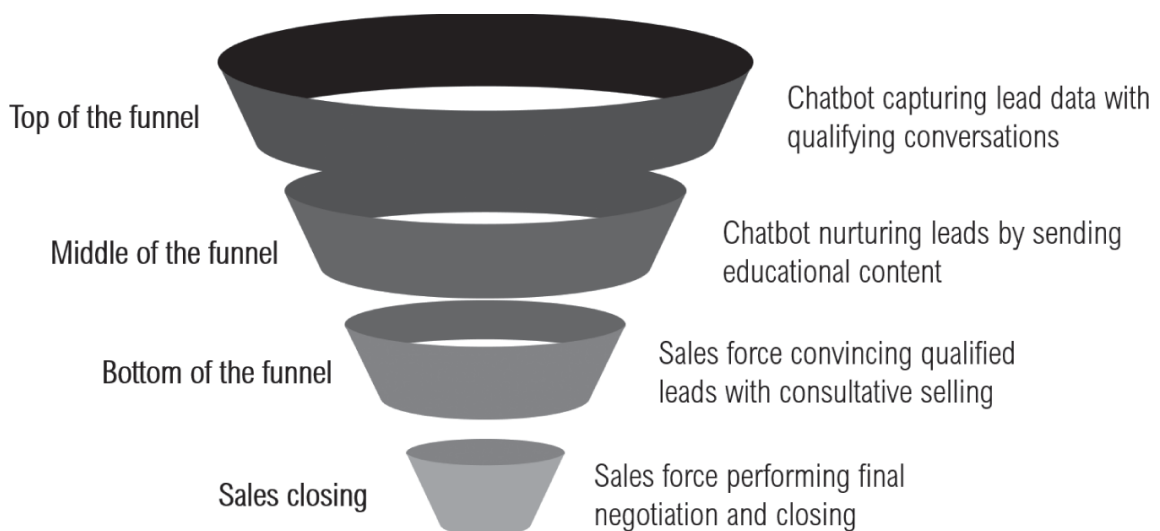 Top of the funnel
Chatbot capturing lead data with
qualifying conversations
Middle of the funnel
Chatbot nurturing leads by sending
educational content
Bottom of the funnel
Sales force convincing qualified
leads with consultative selling
Sales closing
Sales force performing final
negotiation and closing